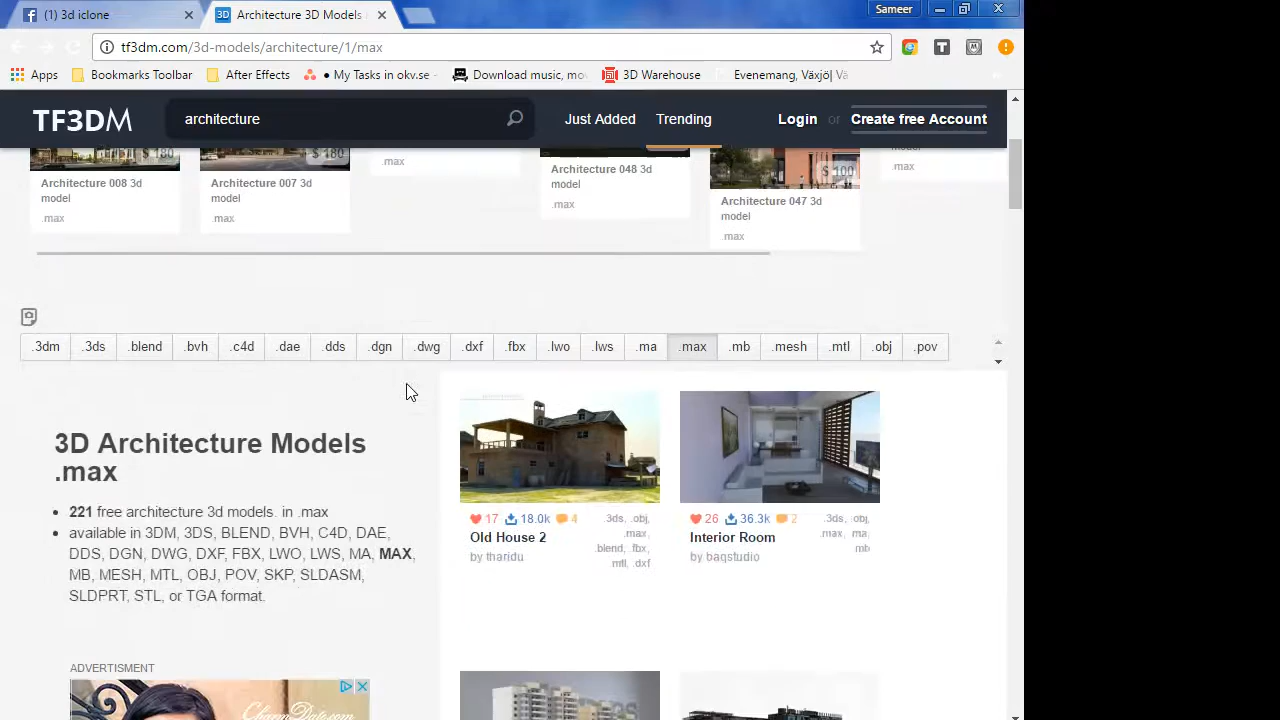 (1) 3d iclone
3D Architecture 3D Models
Sameer
tf3dm.com/3d-models/architecture/1/max
T
Apps
Bookmarks Toolbar
After Effects
● My Tasks in okv.se -
Download music, mov
3D Warehouse
Evenemang, Växjö| Vä
TF3DM
architecture
Just Added
Trending
Login or Create free Account
$ 180
Architecture 008 3d
model
.max
$ 180
Architecture 007 3d
model
.max
.max
Architecture 048 3d
model
.max
$ 100
Architecture 047 3d
model
.max
model
.max
.3dm .3ds .blend .bvh .c4d .dae .dds .dgn .dwg .dxf .fbx .lwo .lws .ma .max .mb .mesh .mtl .obj .pov
3D Architecture Models
.max
• 221 free architecture 3d models. in .max
• available in 3DM, 3DS, BLEND, BVH, C4D, DAE,
DDS, DGN, DWG, DXF, FBX, LWO, LWS, MA, MAX,
MB, MESH, MTL, OBJ, POV, SKP, SLDASM,
SLDPRT, STL, or TGA format.
ADVERTISMENT
ChanaDate.com
17 18.0k 4
Old House 2
by tharidu
.3ds, .obj,
.max,
.blend, .fbx,
mtl, .dxf
26 36.3k 2
Interior Room
by baqstudio
.3ds, .obj,
.max, ma,
mb